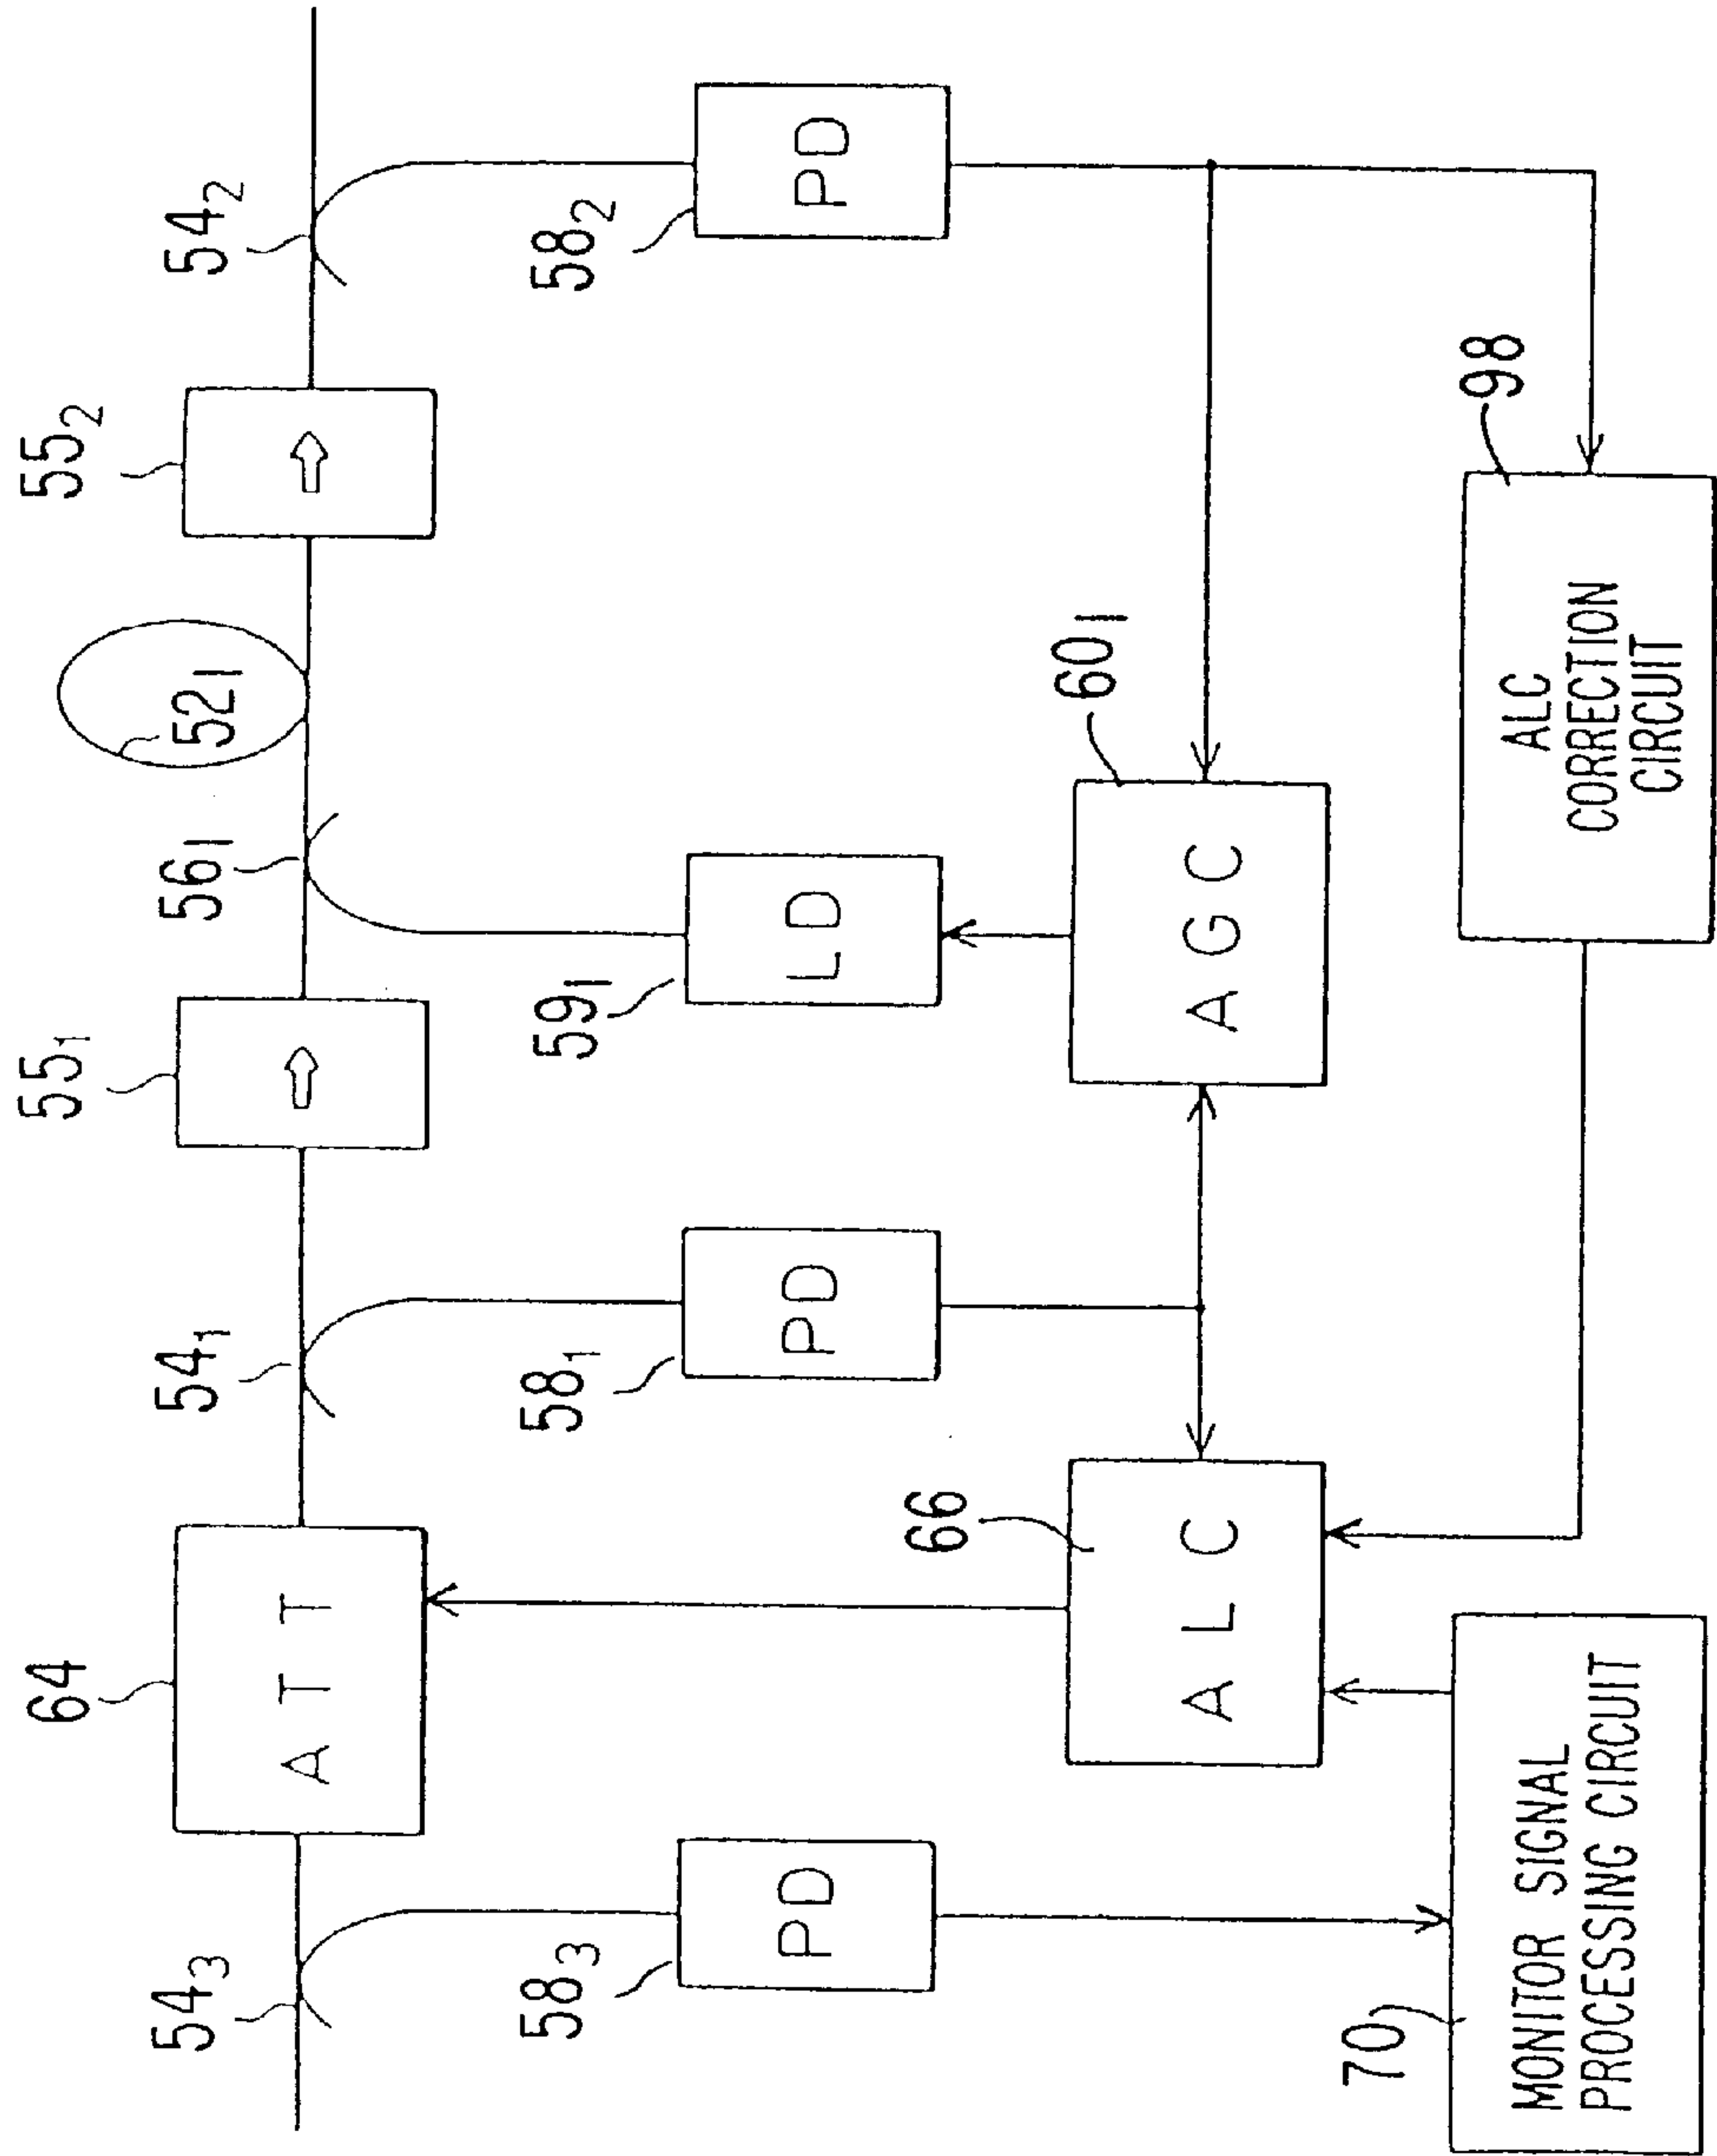 54₃
64
ATT
54₁
55₁
56₁
52₁
55₂
54₂
58₃
PD
58₁
PD
59₁
LD
58₂
PD
66
ALC
60₁
AGC
70
MONITOR SIGNAL
PROCESSING CIRCUIT
98
ALC
CORRECTION
CIRCUIT